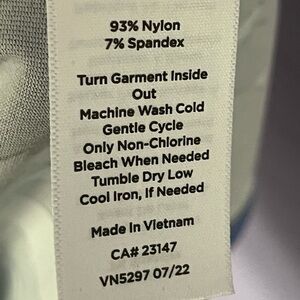 93% Nylon
7% Spandex
Turn Garment Inside
Out
Machine Wash Cold
Gentle Cycle
Only Non-Chlorine
Bleach When Needed
Tumble Dry Low
Cool Iron, If Needed
Made In Vietnam
CA# 23147
VN5297 07/22